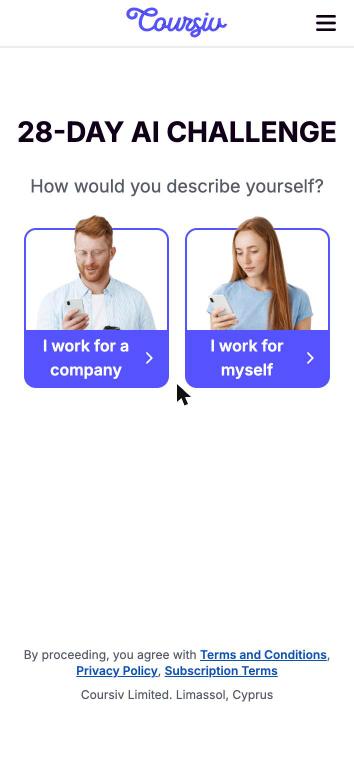 Coursiv
28-DAY AI CHALLENGE
How would you describe yourself?
I work for a
company
I work for
myself
By proceeding, you agree with Terms and Conditions,
Privacy Policy, Subscription Terms
Coursiv Limited. Limassol, Cyprus